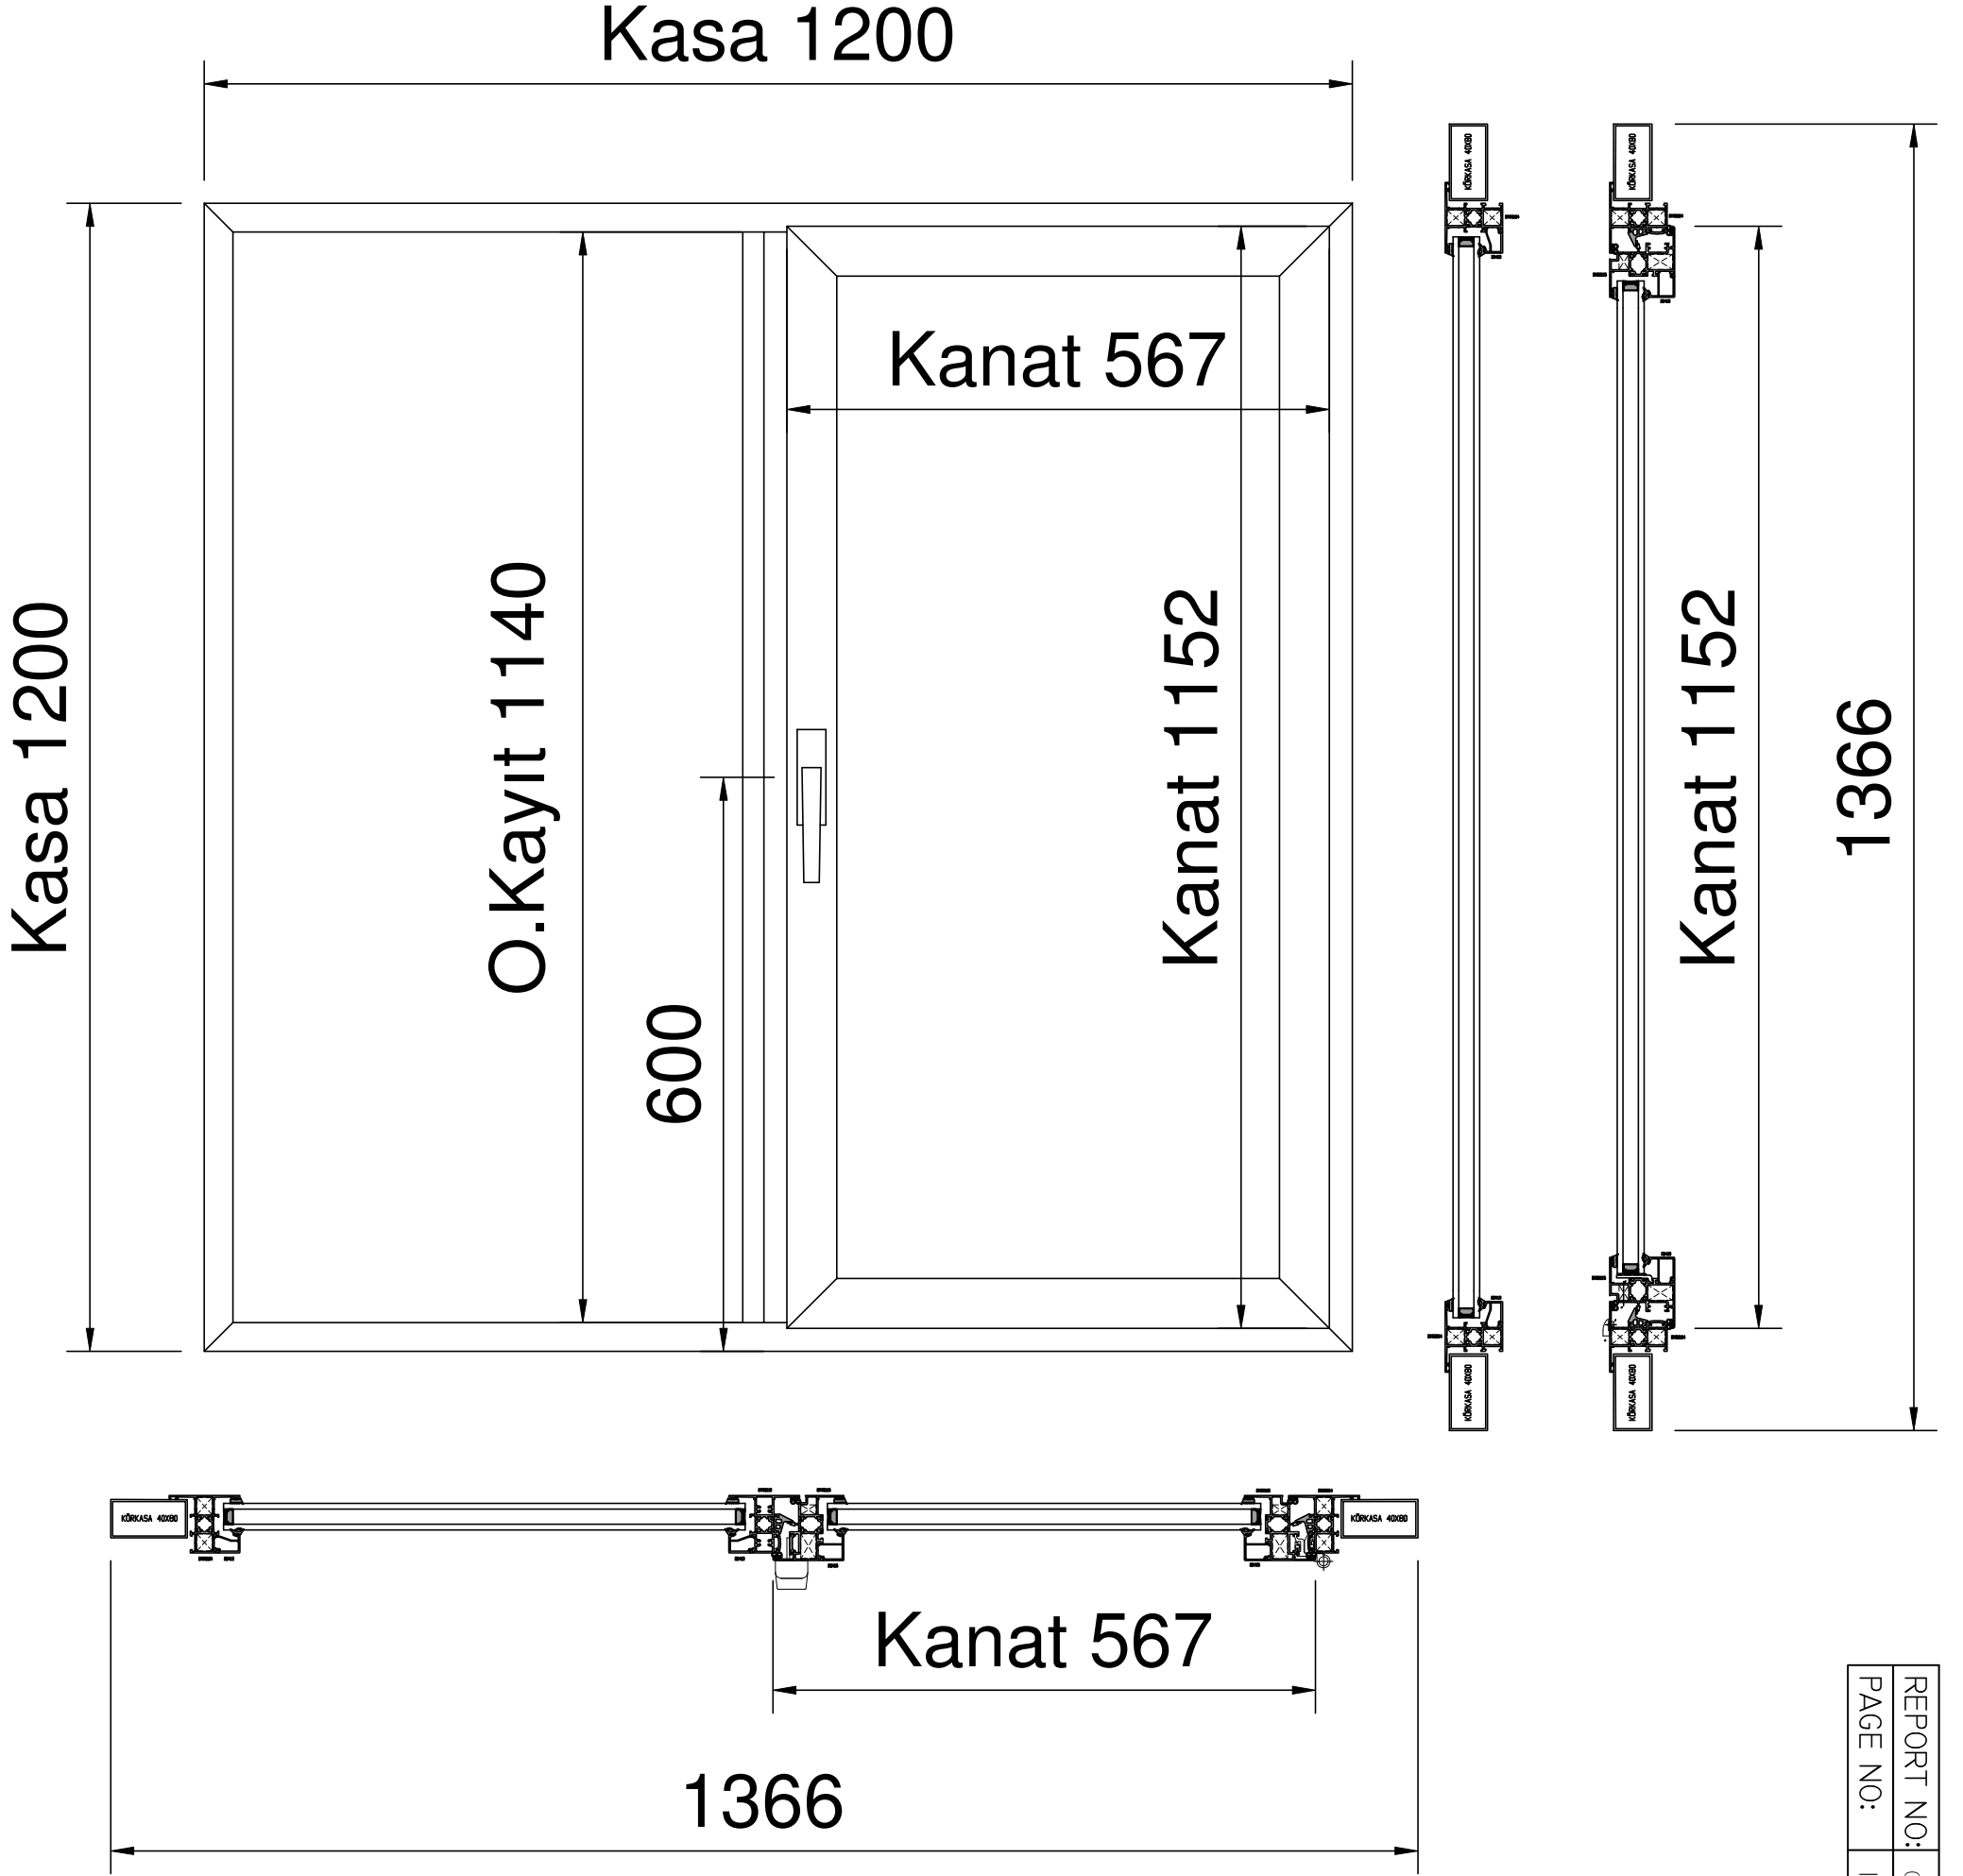 Kasa 1200
Kanat 567
Kasa 1200
O.Kayıt 1140
600
Kanat 1152
Kanat 1152
1366
KÖRKASA 40X80
KÖRKASA 40X80
KÖRKASA 40X80
KÖRKASA 40X80
KÖRKASA 40X80
KÖRKASA 40X80
Kanat 567
1366
REPORT NO:
PAGE NO: